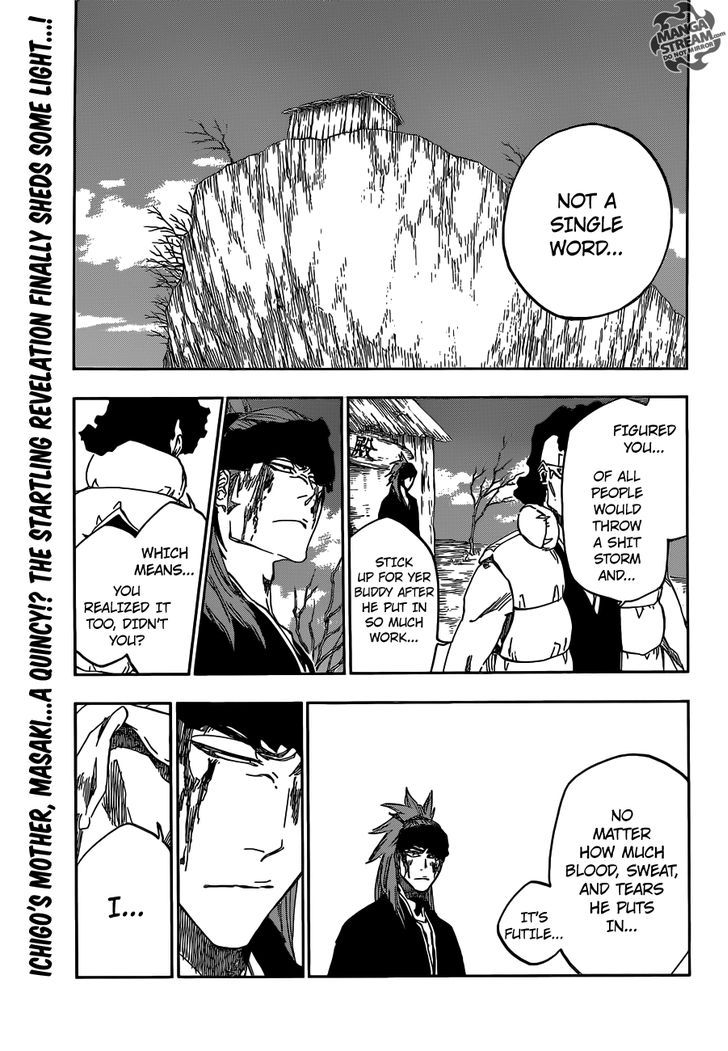 ICHIGO'S MOTHER, MASAKI...A QUINCY!? THE STARTLING REVELATION FINALLY SHEDS SOME LIGHT...!
MANGA
STREAM.com
DO NOT MIRROR
NOT A
SINGLE
WORD...
FIGURED
YOU...
OF ALL
PEOPLE
WOULD
THROW
A SHIT
STORM
AND...
STICK
UP FOR YER
BUDDY AFTER
HE PUT IN
SO MUCH
WORK...
WHICH
MEANS...
YOU
REALIZED IT
TOO, DIDN'T
YOU?
NO
MATTER
HOW MUCH
BLOOD, SWEAT,
AND TEARS
HE PUTS
IN...
IT'S
FUTILE...
I...